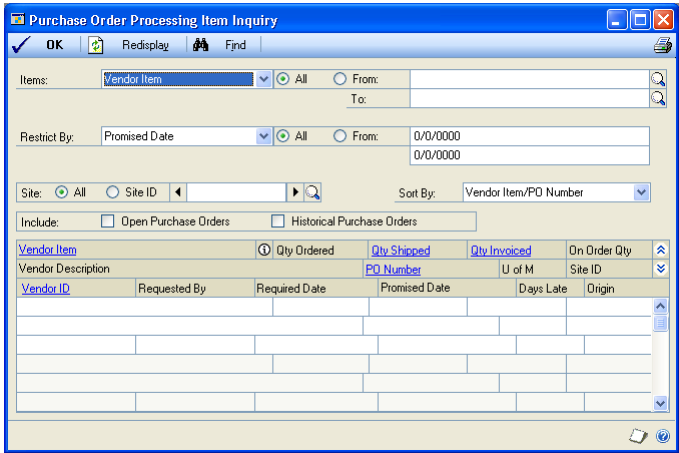 Purchase Order Processing Item Inquiry
OK Redisplay Find
Items: Vendor Item All From:
To:
Restrict By: Promised Date All From: 0/0/0000
0/0/0000
Site: All Site ID Sort By: Vendor Item/PO Number
Include: Open Purchase Orders Historical Purchase Orders
Vendor Item Qty Ordered Qty Shipped Qty Invoiced On Order Qty
Vendor Description PO Number U of M Site ID
Vendor ID Requested By Required Date Promised Date Days Late Origin